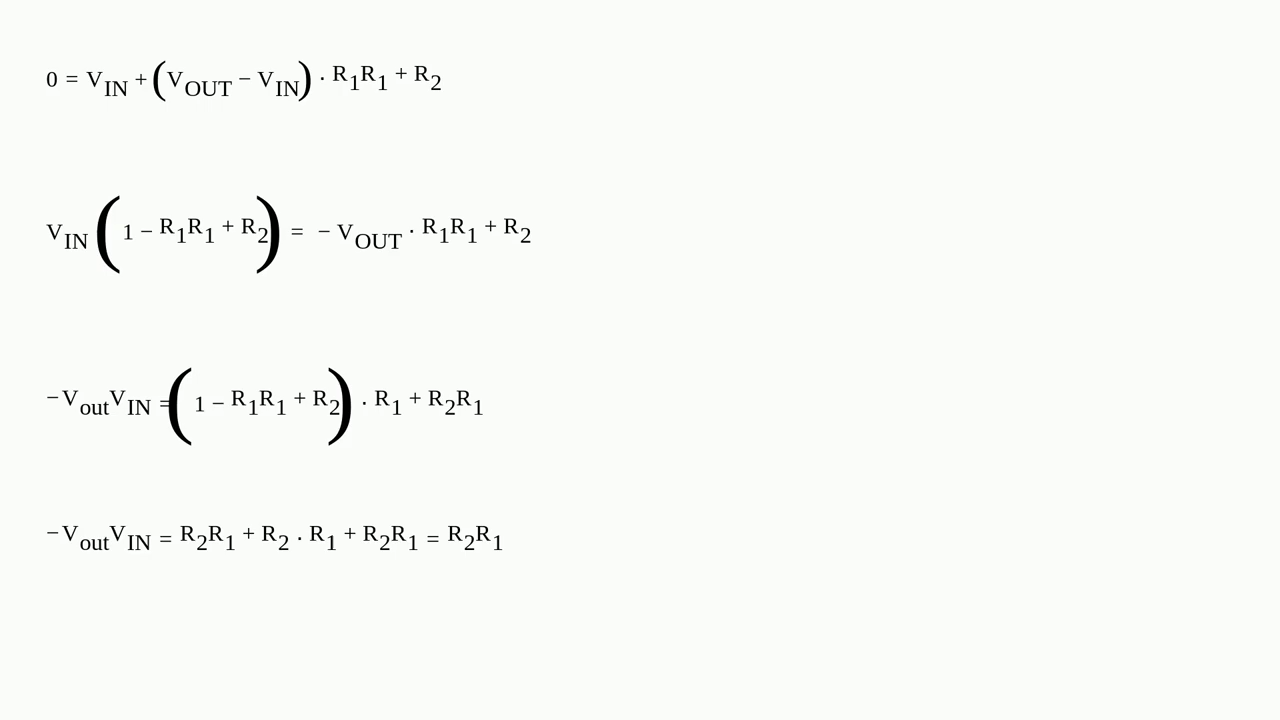 0 = V_IN + (V_OUT − V_IN) · R_1R_1 + R_2
V_IN (1 − R_1R_1 + R_2) = − V_OUT · R_1R_1 + R_2
−V_outV_IN = (1 − R_1R_1 + R_2) · R_1 + R_2R_1
−V_outV_IN = R_2R_1 + R_2 · R_1 + R_2R_1 = R_2R_1